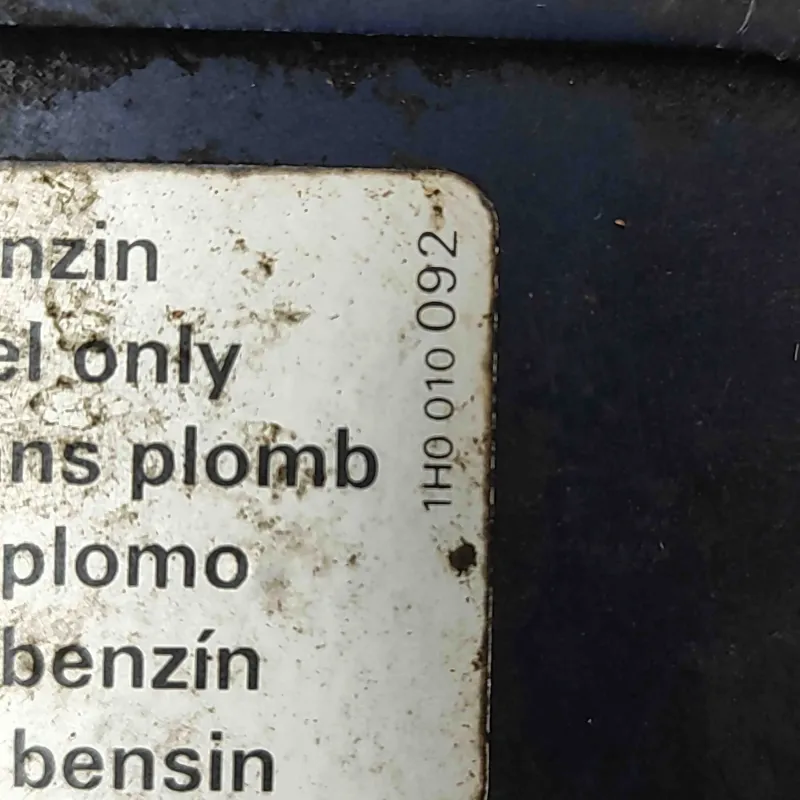 nzin
el only
ns plomb
plomo
benzín
bensin
1H0 010 092